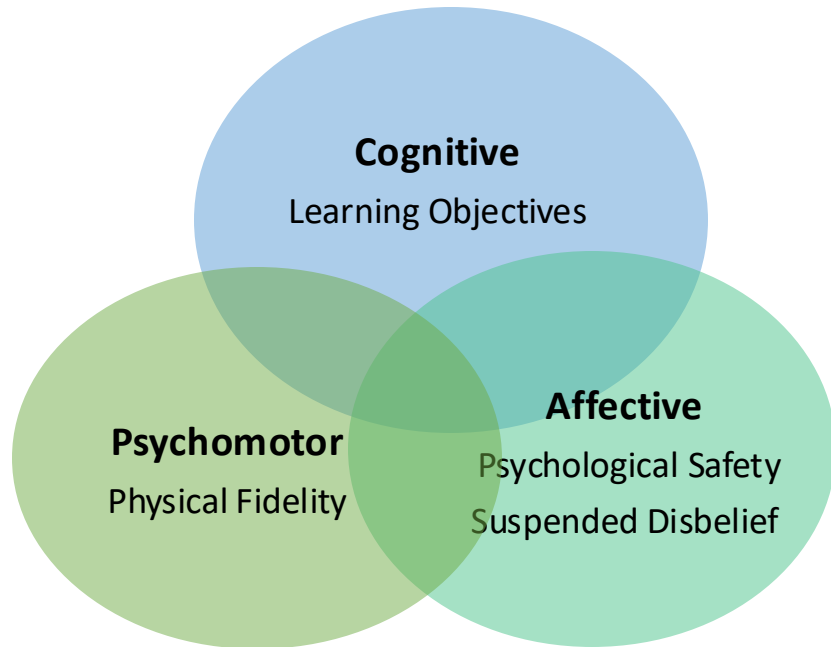 Cognitive
Learning Objectives
Affective
Psychological Safety
Suspended Disbelief
Psychomotor
Physical Fidelity